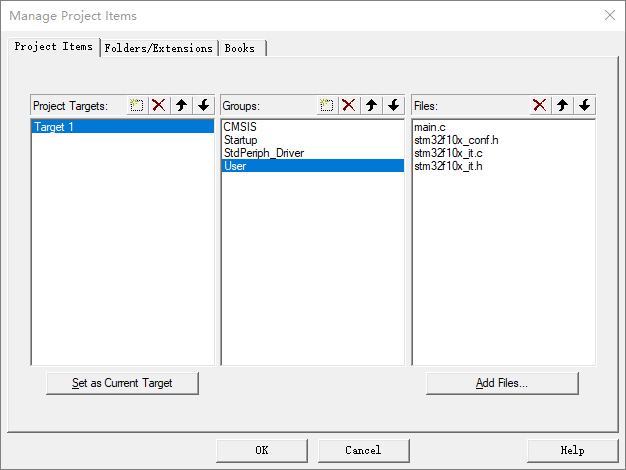 Manage Project Items
Project Items Folders/Extensions Books
Project Targets: Groups: Files:
Target 1
CMSIS
Startup
StdPeriph_Driver
User
main.c
stm32f10x_conf.h
stm32f10x_it.c
stm32f10x_it.h
Set as Current Target Add Files...
OK Cancel Help